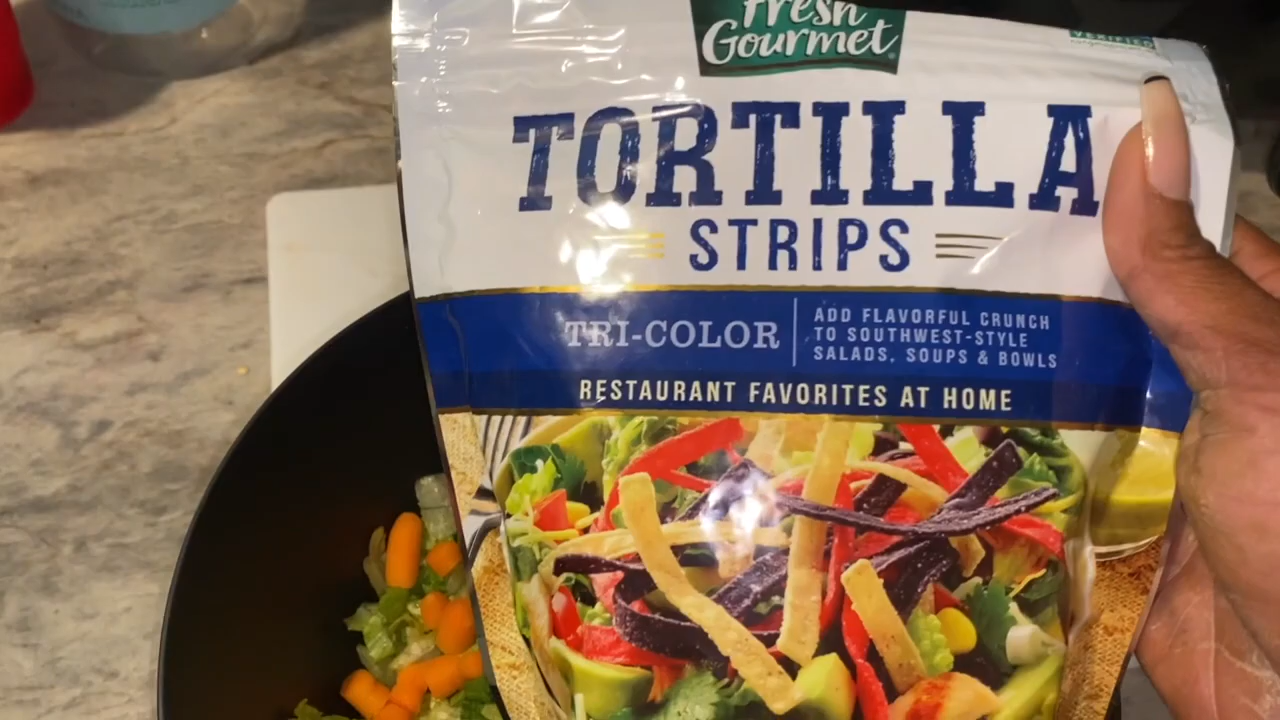 Fresh
Gourmet
VERIFIED
TORTILLA
STRIPS
TRI-COLOR
ADD FLAVORFUL CRUNCH
TO SOUTHWEST-STYLE
SALADS, SOUPS & BOWLS
RESTAURANT FAVORITES AT HOME